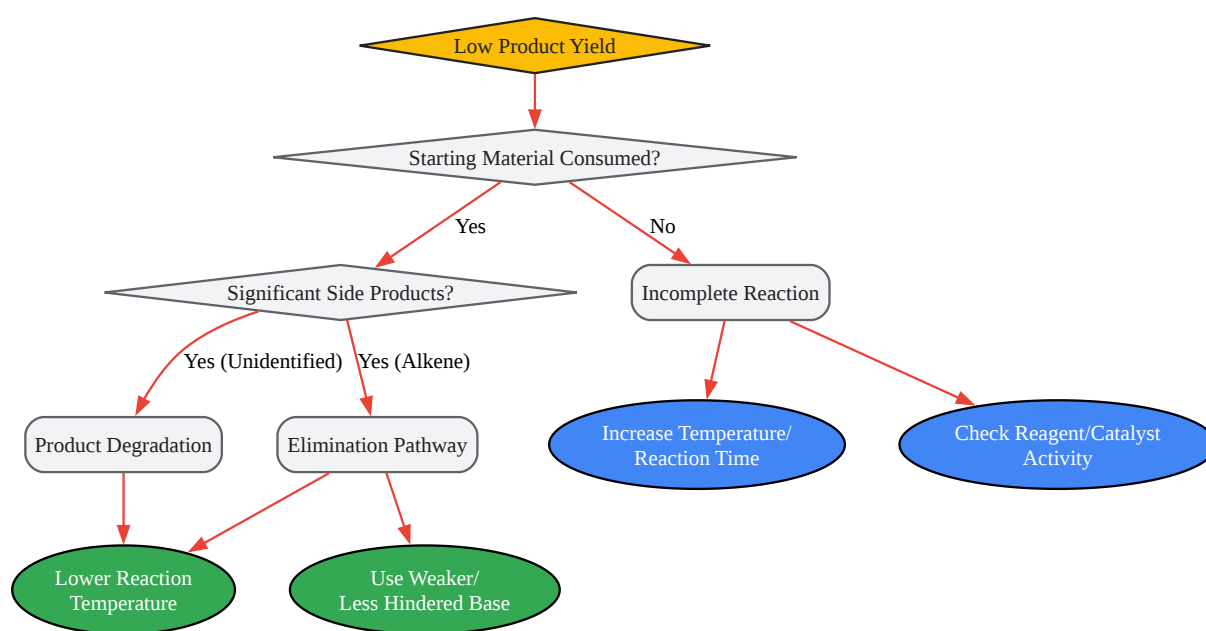 Low Product Yield
Starting Material Consumed?
Yes
No
Significant Side Products?
Incomplete Reaction
Yes (Unidentified)
Yes (Alkene)
Product Degradation
Elimination Pathway
Increase Temperature/
Reaction Time
Check Reagent/Catalyst
Activity
Lower Reaction
Temperature
Use Weaker/
Less Hindered Base